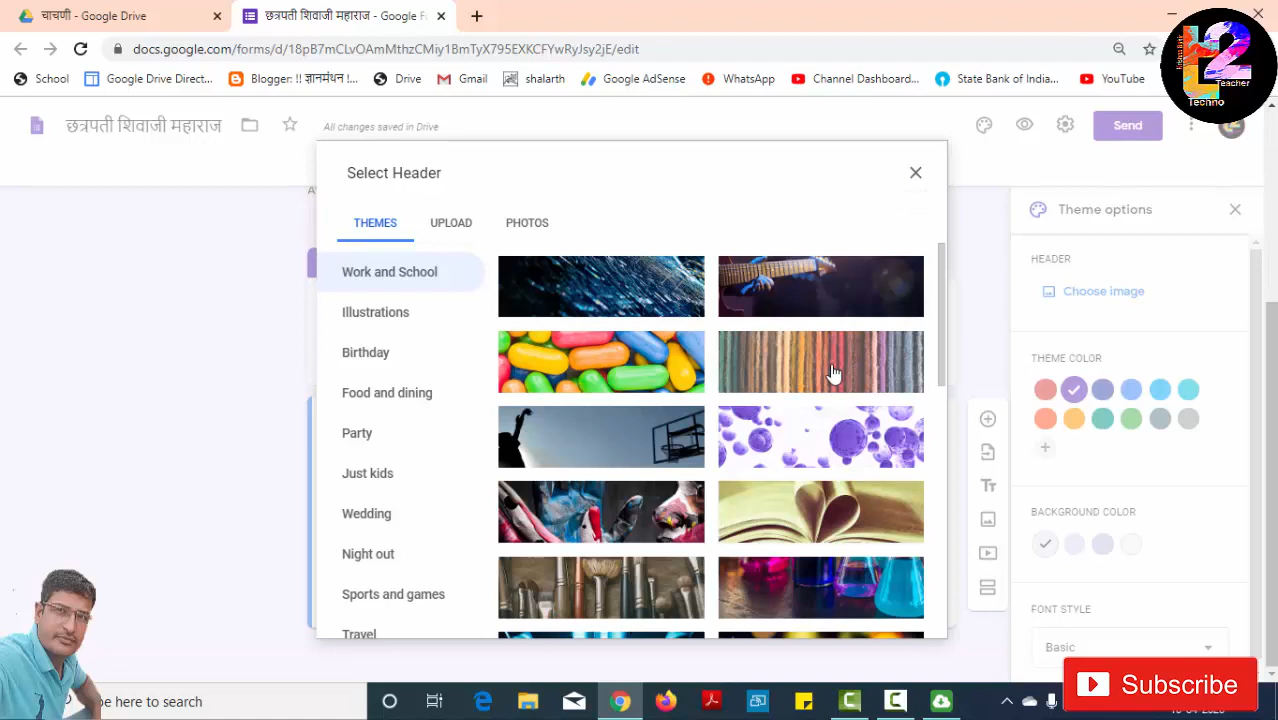 चाचणी - Google Drive
छत्रपती शिवाजी महाराज - Google F
docs.google.com/forms/d/18pB7mCLvOAmMthzCMiy1BmTyX795EXKCFYwRyJsy2jE/edit
School
Google Drive Direct...
Blogger: !! ज्ञानमंथन !...
Drive
Gmail
shilarth
Google AdSense
WhatsApp
Channel Dashboard...
State Bank of India...
YouTube
Teacher
Techno
छत्रपती शिवाजी महाराज
All changes saved in Drive
Send
Select Header
THEMES
UPLOAD
PHOTOS
Work and School
Illustrations
Birthday
Food and dining
Party
Just kids
Wedding
Night out
Sports and games
Travel
Theme options
HEADER
Choose image
THEME COLOR
BACKGROUND COLOR
FONT STYLE
Basic
Subscribe
pe here to search